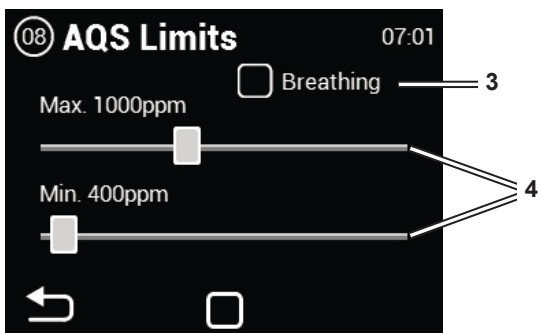 08 AQS Limits 07:01
Breathing 3
Max. 1000ppm
4
Min. 400ppm